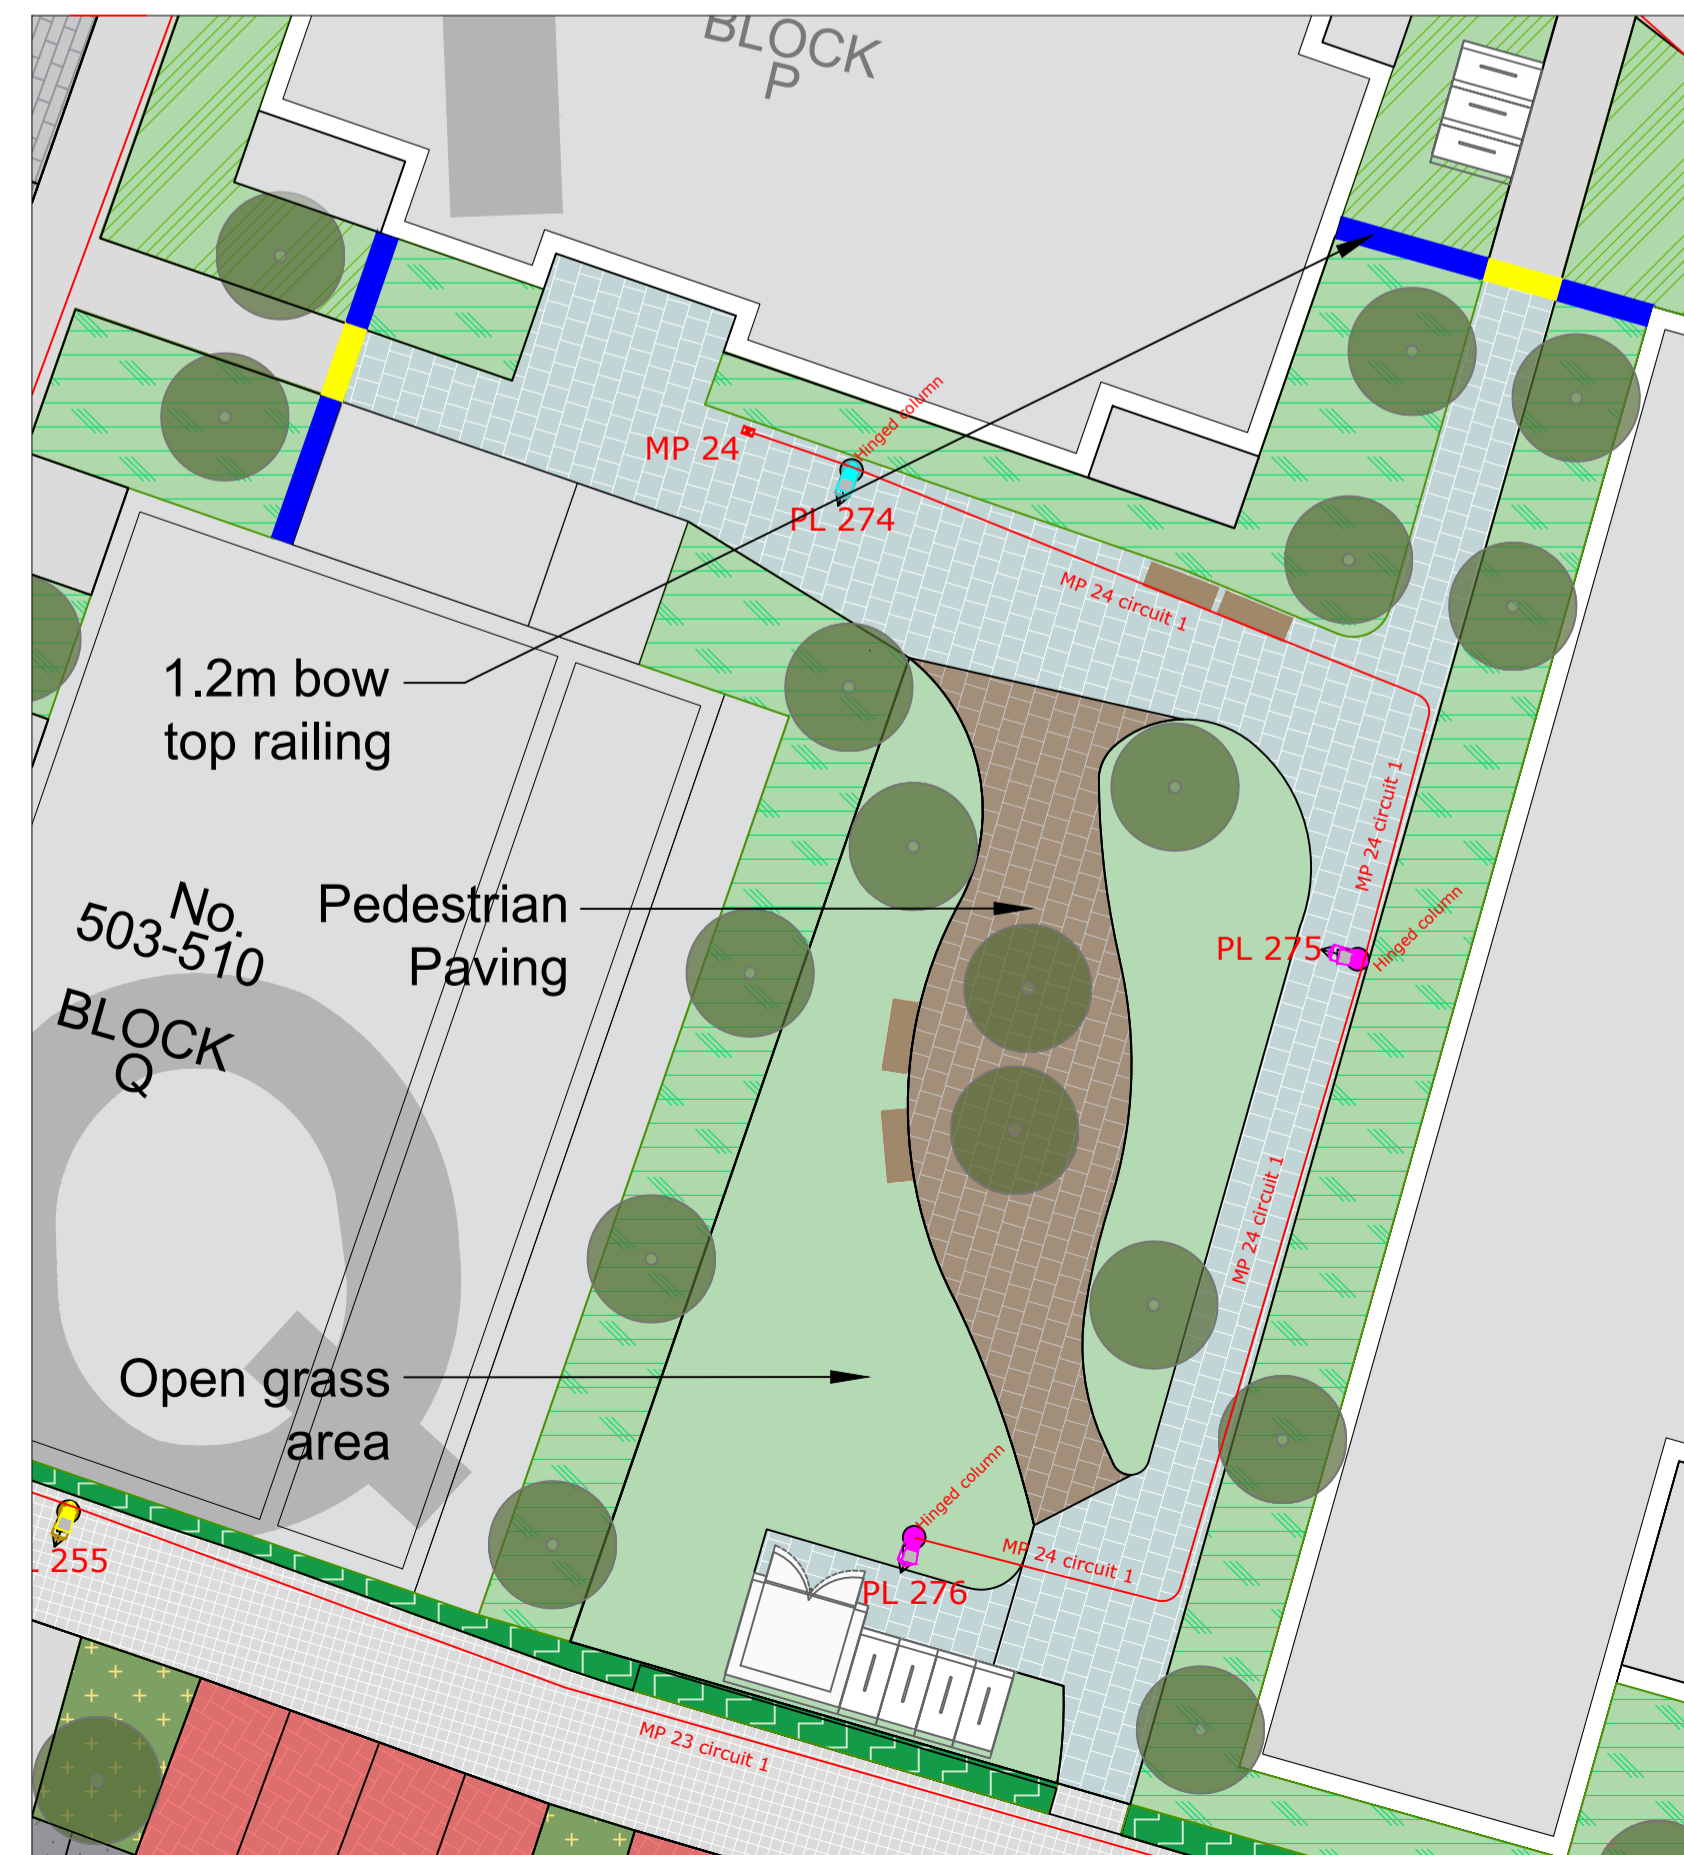 BLOCK
P
Hinged column
MP 24
PL 274
MP 24 circuit 1
1.2m bow
top railing
MP 24 circuit 1
No.
503-510
BLOCK
Q
Pedestrian
Paving
PL 275
Hinged column
MP 24 circuit 1
Open grass
area
Hinged column
MP 24 circuit 1
PL 276
255
MP 23 circuit 1